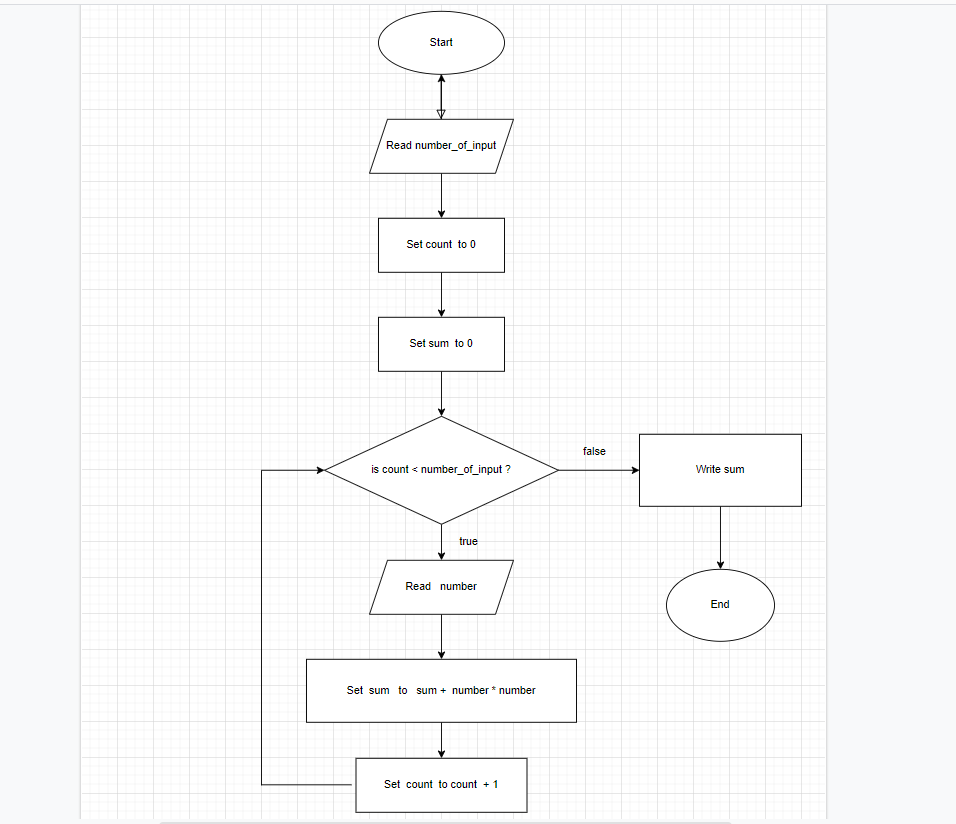 Start
Read number_of_input
Set count to 0
Set sum to 0
is count < number_of_input ?
false
Write sum
true
Read number
End
Set sum to sum + number * number
Set count to count + 1